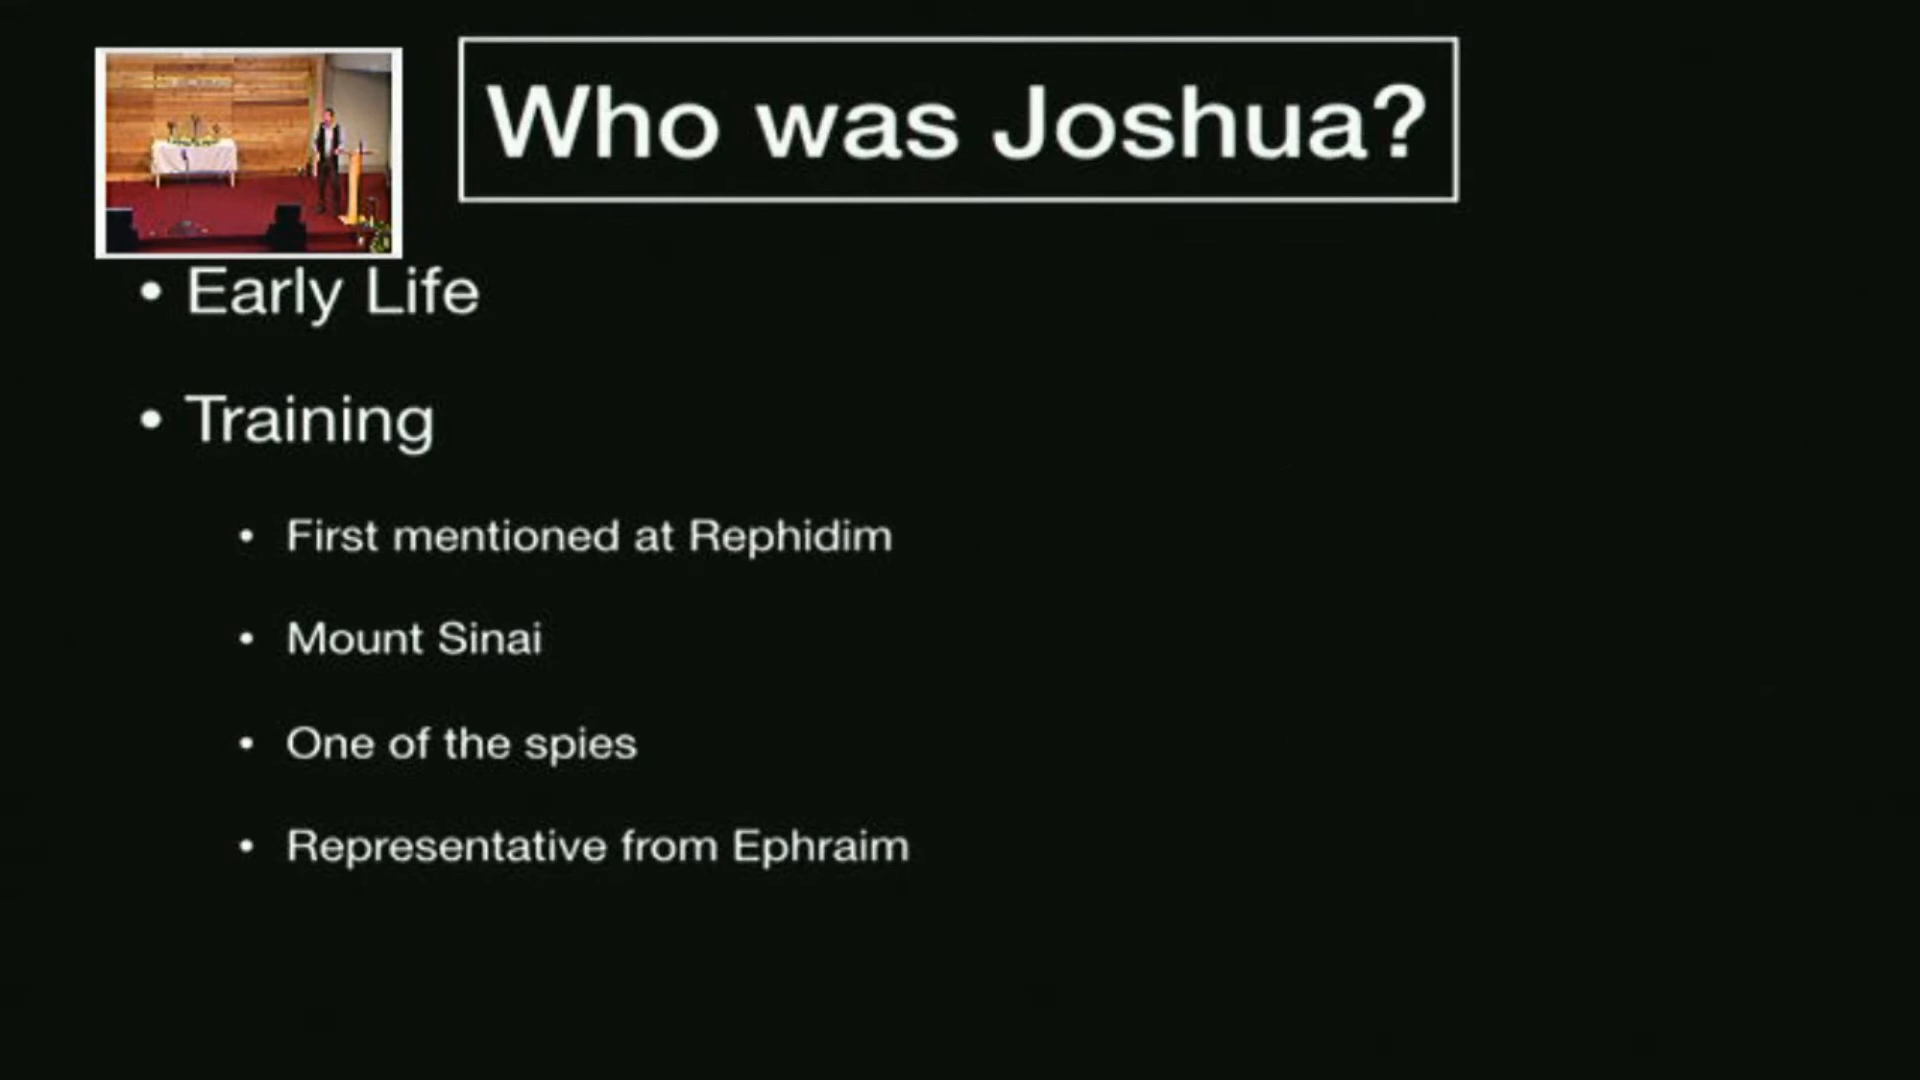 Who was Joshua?
• Early Life
• Training
• First mentioned at Rephidim
• Mount Sinai
• One of the spies
• Representative from Ephraim